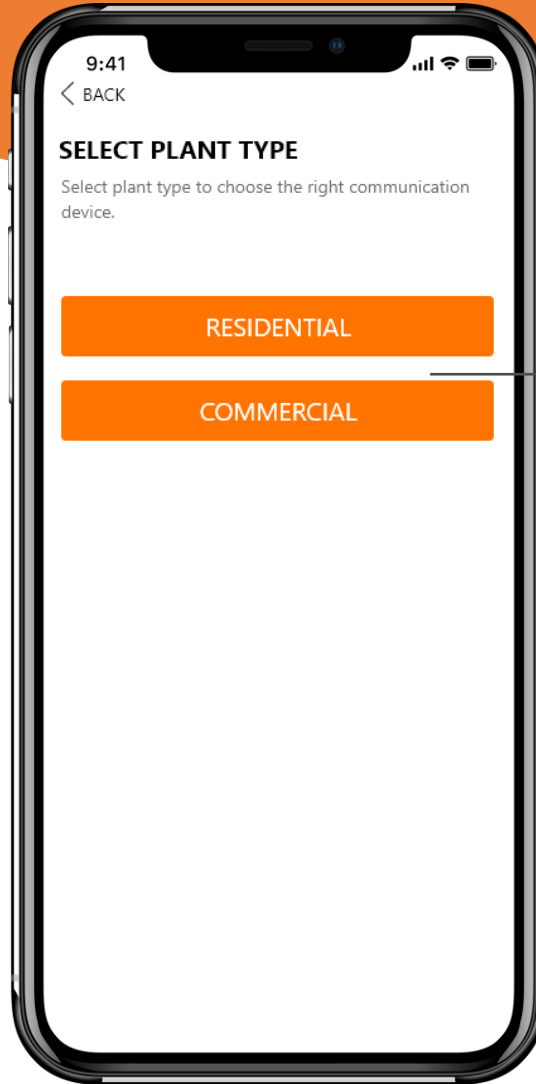 9:41
BACK
SELECT PLANT TYPE
Select plant type to choose the right communication
device.
RESIDENTIAL
COMMERCIAL